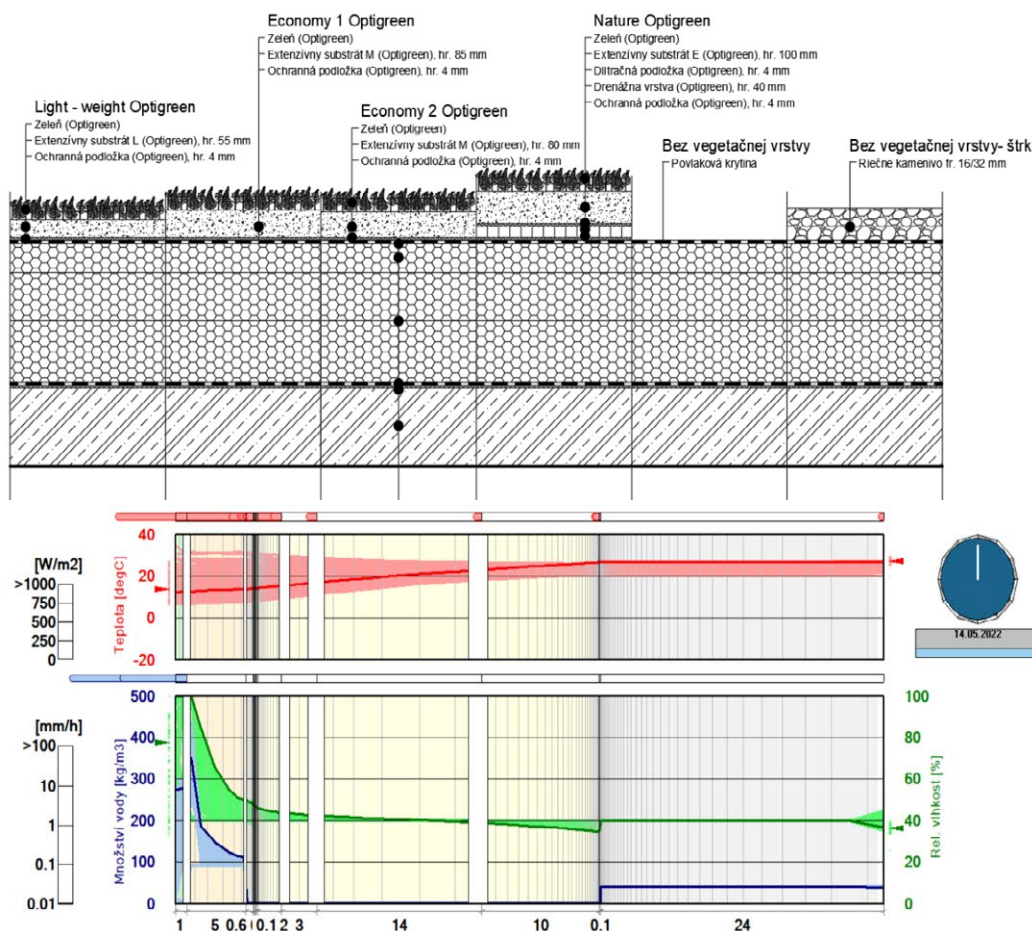 Economy 1 Optigreen
Zeleň (Optigreen)
Extenzívny substrát M (Optigreen), hr. 85 mm
Ochranná podložka (Optigreen), hr. 4 mm
Nature Optigreen
Zeleň (Optigreen)
Extenzívny substrát E (Optigreen), hr. 100 mm
Diltračná podložka (Optigreen), hr. 4 mm
Drenážna vrstva (Optigreen), hr. 40 mm
Ochranná podložka (Optigreen), hr. 4 mm
Light - weight Optigreen
Zeleň (Optigreen)
Extenzívny substrát L (Optigreen), hr. 55 mm
Ochranná podložka (Optigreen), hr. 4 mm
Economy 2 Optigreen
Zeleň (Optigreen)
Extenzívny substrát M (Optigreen), hr. 80 mm
Ochranná podložka (Optigreen), hr. 4 mm
Bez vegetačnej vrstvy
Povlaková krytina
Bez vegetačnej vrstvy- štrk
Riečne kamenivo fr. 16/32 mm
[W/m2]
>1000
750
500
250
0
Teplota [degC]
40
20
0
-20
14.05.2022
[mm/h]
>100
10
1
0.1
0.01
Množství vody [kg/m3]
500
400
300
200
100
0
100
80
60
40
20
0
Rel. vlhkost [%]
1 5 0.6 0.1 2 3 14 10 0.1 24